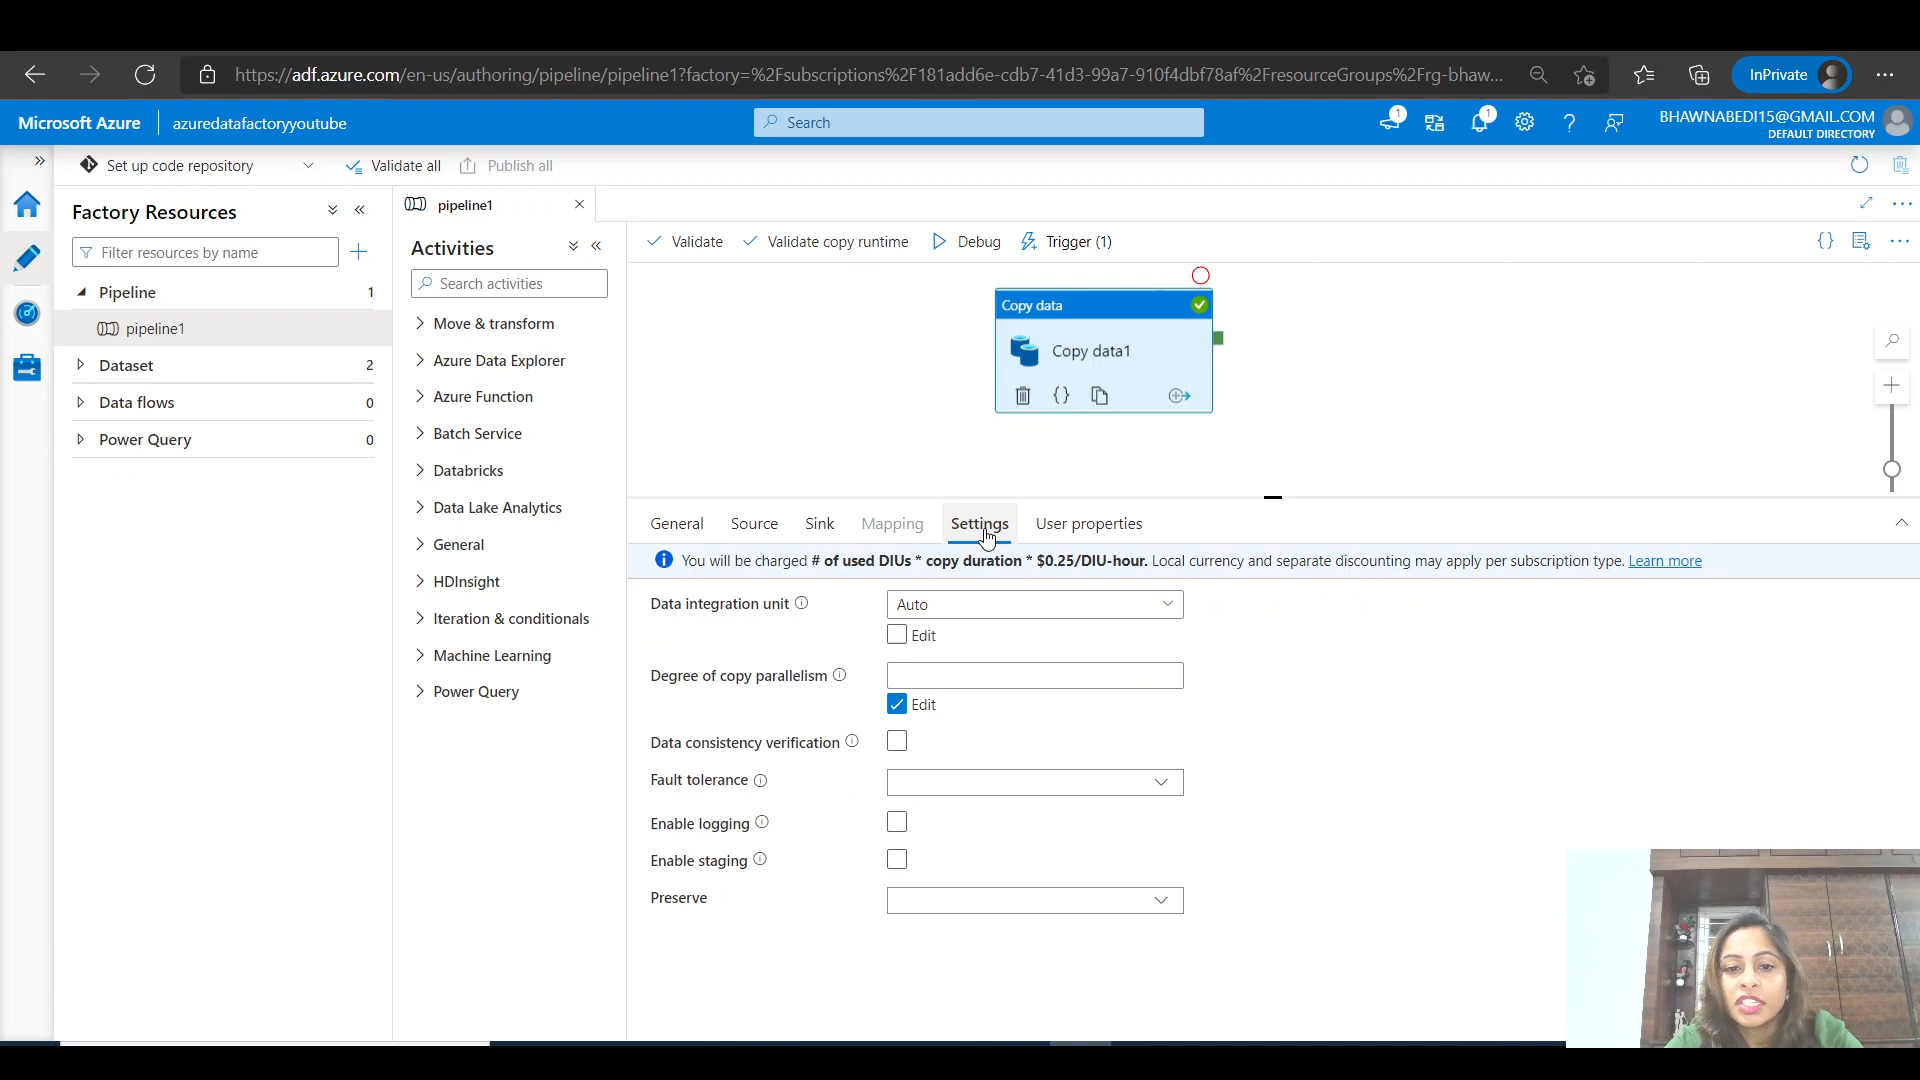 https://adf.azure.com/en-us/authoring/pipeline/pipeline1?factory=%2Fsubscriptions%2F181add6e-cdb7-41d3-99a7-910f4dbf78af%2FresourceGroups%2Frg-bhaw...
InPrivate
Microsoft Azure
azuredatafactoryyoutube
Search
1
1
BHAWNABEDI15@GMAIL.COM
DEFAULT DIRECTORY
Set up code repository
Validate all
Publish all
Factory Resources
Filter resources by name
Pipeline 1
pipeline1
Dataset 2
Data flows 0
Power Query 0
pipeline1
Activities
Search activities
Move & transform
Azure Data Explorer
Azure Function
Batch Service
Databricks
Data Lake Analytics
General
HDInsight
Iteration & conditionals
Machine Learning
Power Query
Validate
Validate copy runtime
Debug
Trigger (1)
Copy data
Copy data1
General
Source
Sink
Mapping
Settings
User properties
You will be charged # of used DIUs * copy duration * $0.25/DIU-hour. Local currency and separate discounting may apply per subscription type. Learn more
Data integration unit
Auto
Edit
Degree of copy parallelism
Edit
Data consistency verification
Fault tolerance
Enable logging
Enable staging
Preserve